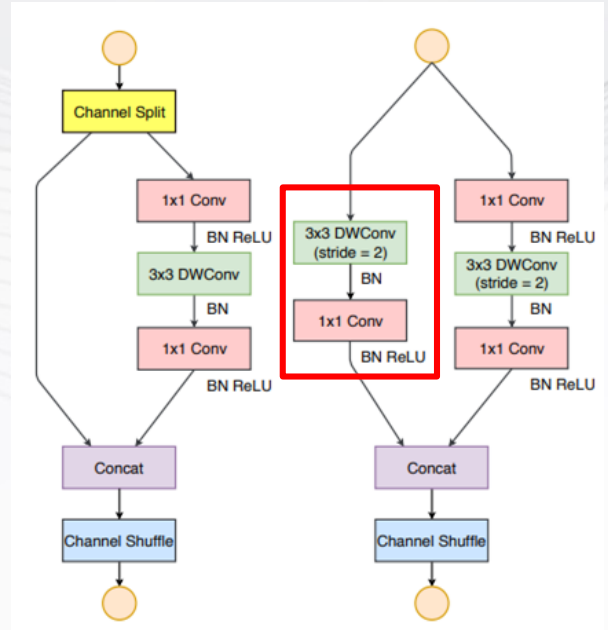 Channel Split
1x1 Conv
BN ReLU
3x3 DWConv
BN
1x1 Conv
BN ReLU
Concat
Channel Shuffle
3x3 DWConv
(stride = 2)
BN
1x1 Conv
BN ReLU
1x1 Conv
BN ReLU
3x3 DWConv
(stride = 2)
BN
1x1 Conv
BN ReLU
Concat
Channel Shuffle